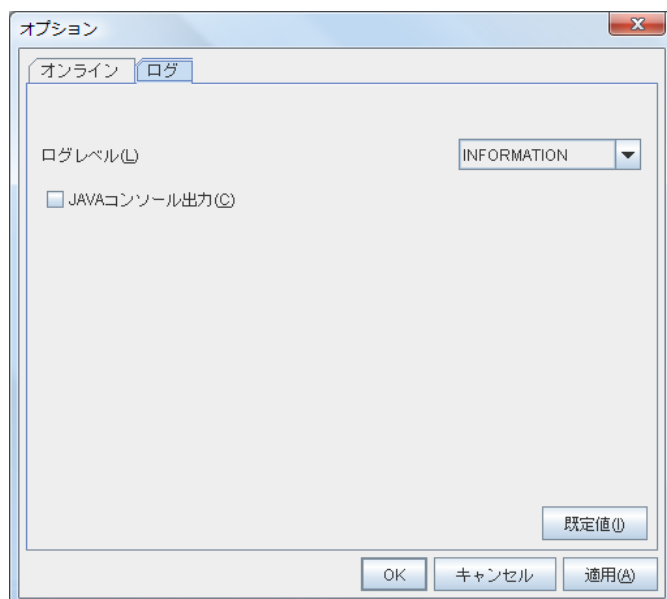 オプション
オンライン ログ
ログレベル(L) INFORMATION
JAVAコンソール出力(C)
既定値(I)
OK キャンセル 適用(A)